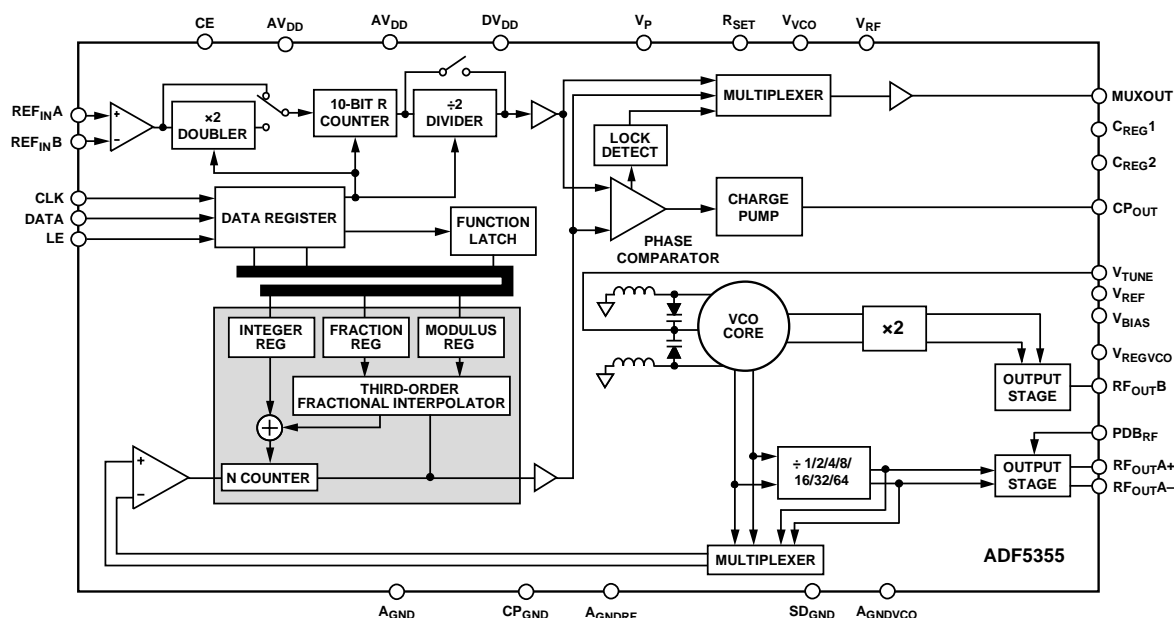 CE
AVDD
AVDD
DVDD
VP
RSET
VVCO
VRF
REFINA
REFINB
×2
DOUBLER
10-BIT R
COUNTER
÷2
DIVIDER
MULTIPLEXER
MUXOUT
LOCK
DETECT
CREG1
CREG2
CLK
DATA
LE
DATA REGISTER
FUNCTION
LATCH
CHARGE
PUMP
CPOUT
PHASE
COMPARATOR
INTEGER
REG
FRACTION
REG
MODULUS
REG
THIRD-ORDER
FRACTIONAL INTERPOLATOR
N COUNTER
VCO
CORE
×2
VTUNE
VREF
VBIAS
VREGVCO
OUTPUT
STAGE
RFOUTB
PDBRF
÷ 1/2/4/8/
16/32/64
OUTPUT
STAGE
RFOUTA+
RFOUTA–
MULTIPLEXER
ADF5355
AGND
CPGND
AGNDRF
SDGND
AGNDVCO